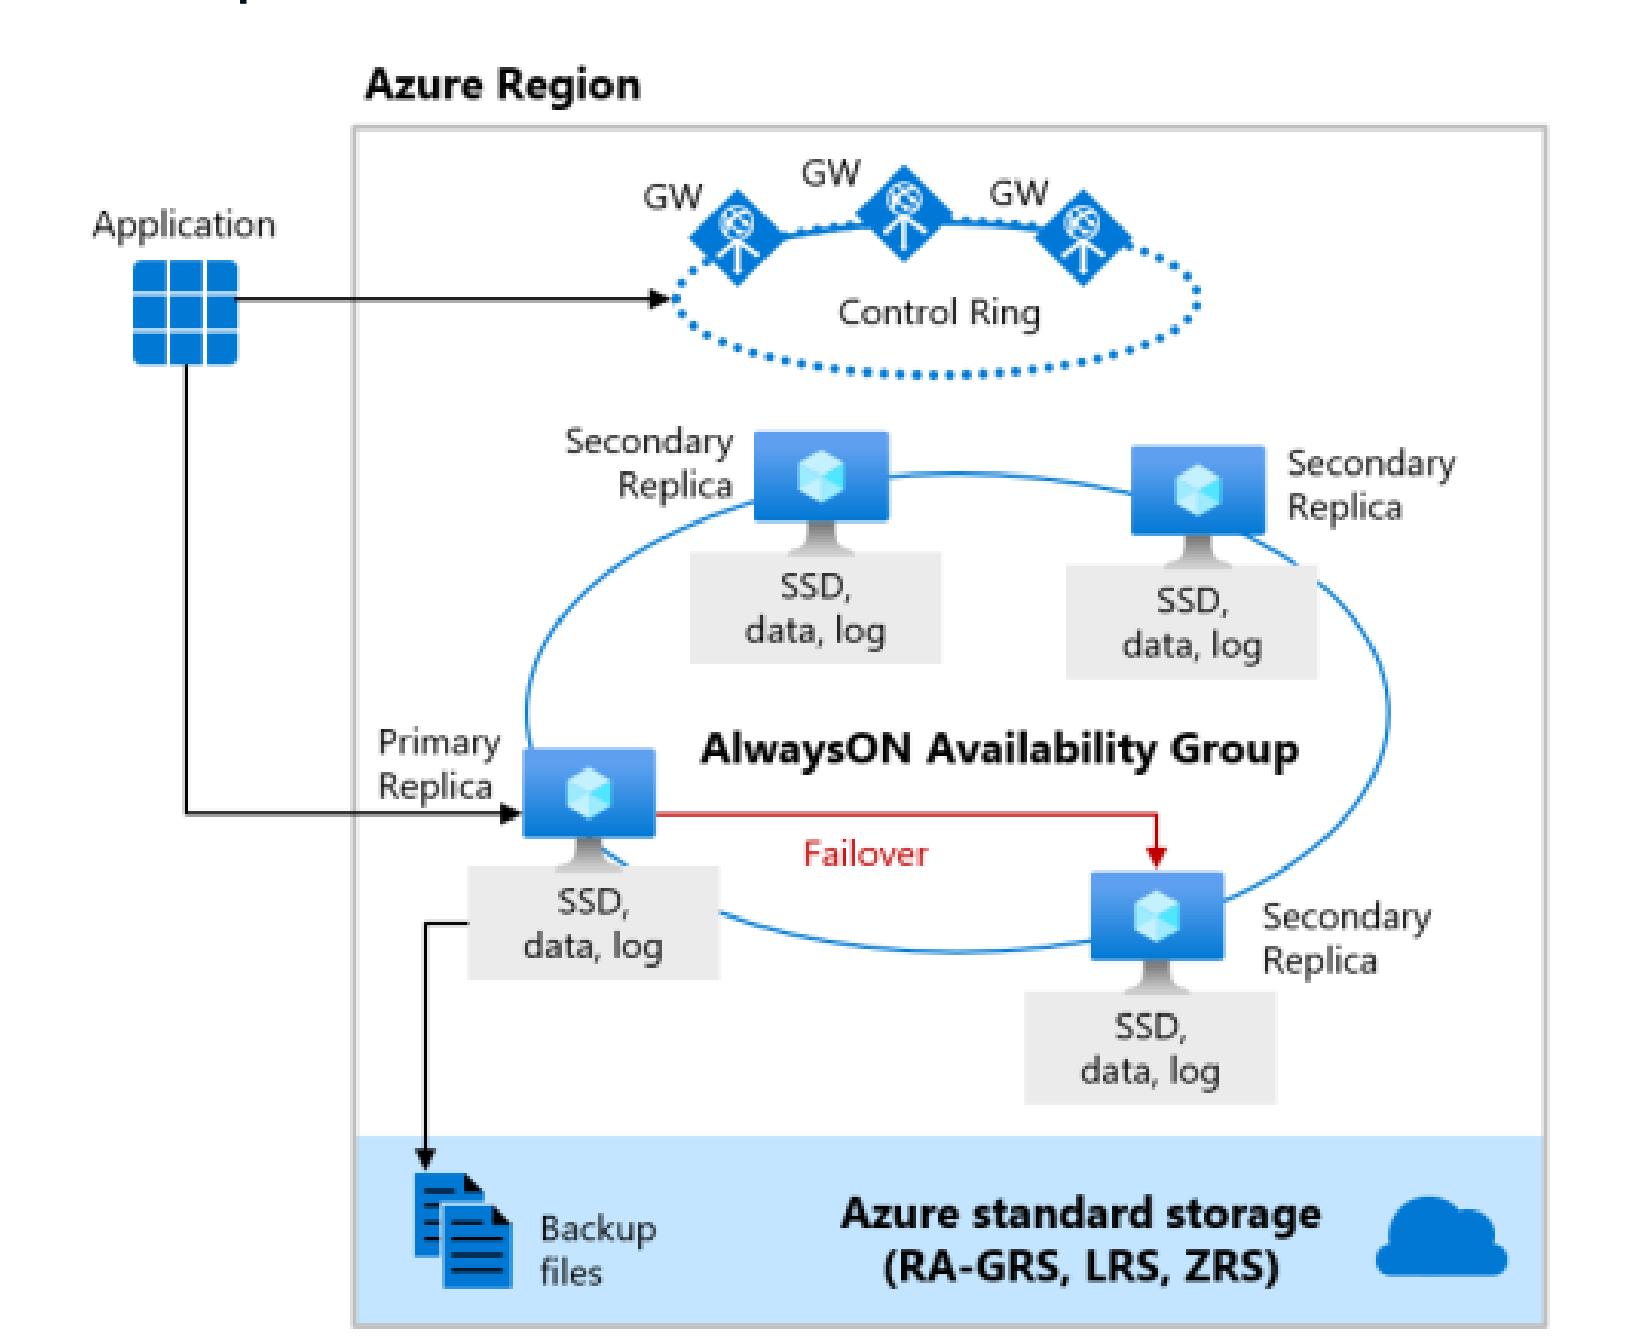 Azure Region
GW
GW
GW
Application
Control Ring
Secondary
Replica
Secondary
Replica
SSD,
data, log
SSD,
data, log
Primary
Replica
AlwaysON Availability Group
Failover
SSD,
data, log
Secondary
Replica
SSD,
data, log
Backup
files
Azure standard storage
(RA-GRS, LRS, ZRS)